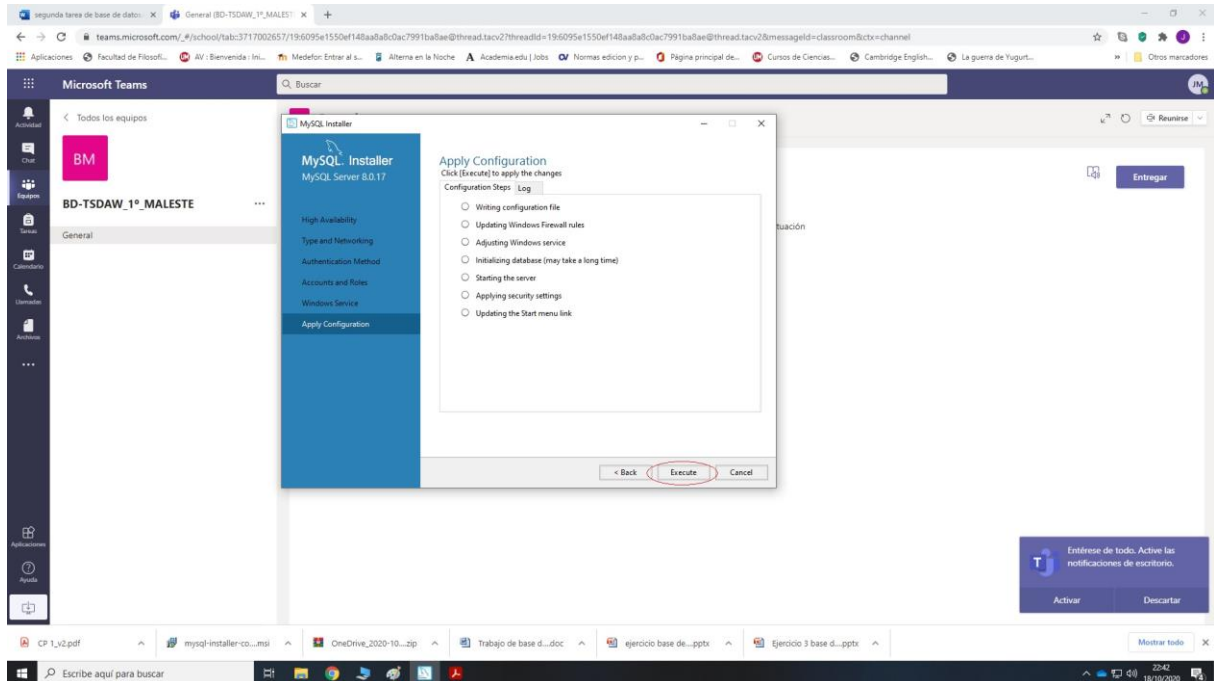 segunda tarea de base de datos
General (BD-TSDAW_1º_MALEST
teams.microsoft.com/_#/school/tab::3717002657/19:6095e1550ef148aa8a8c0ac7991ba8ae@thread.tacv2?threadId=19:6095e1550ef148aa8a8c0ac7991ba8ae@thread.tacv2&messageId=classroom&ctx=channel
Aplicaciones Facultad de Filosofí... AV : Bienvenida : Ini... Medefor: Entrar al s... Alterna en la Noche Academia.edu | Jobs Normas edicion y p... Página principal de... Cursos de Ciencias... Cambridge English... La guerra de Yugurt... » Otros marcadores
Microsoft Teams
Buscar
JM
Actividad
Chat
Equipos
Tareas
Calendario
Llamadas
Archivos
...
Aplicaciones
Ayuda
< Todos los equipos
BM
BD-TSDAW_1º_MALESTE ...
General
Reunirse
Entregar
tuación
MySQL Installer
MySQL. Installer
MySQL Server 8.0.17
High Availability
Type and Networking
Authentication Method
Accounts and Roles
Windows Service
Apply Configuration
Apply Configuration
Click [Execute] to apply the changes
Configuration Steps Log
Writing configuration file
Updating Windows Firewall rules
Adjusting Windows service
Initializing database (may take a long time)
Starting the server
Applying security settings
Updating the Start menu link
< Back Execute Cancel
Entérese de todo. Active las
notificaciones de escritorio.
Activar Descartar
CP 1_v2.pdf mysql-installer-co....msi OneDrive_2020-10....zip Trabajo de base d....doc ejercicio base de....pptx Ejercicio 3 base d....pptx Mostrar todo
Escribe aquí para buscar
22:42
18/10/2020